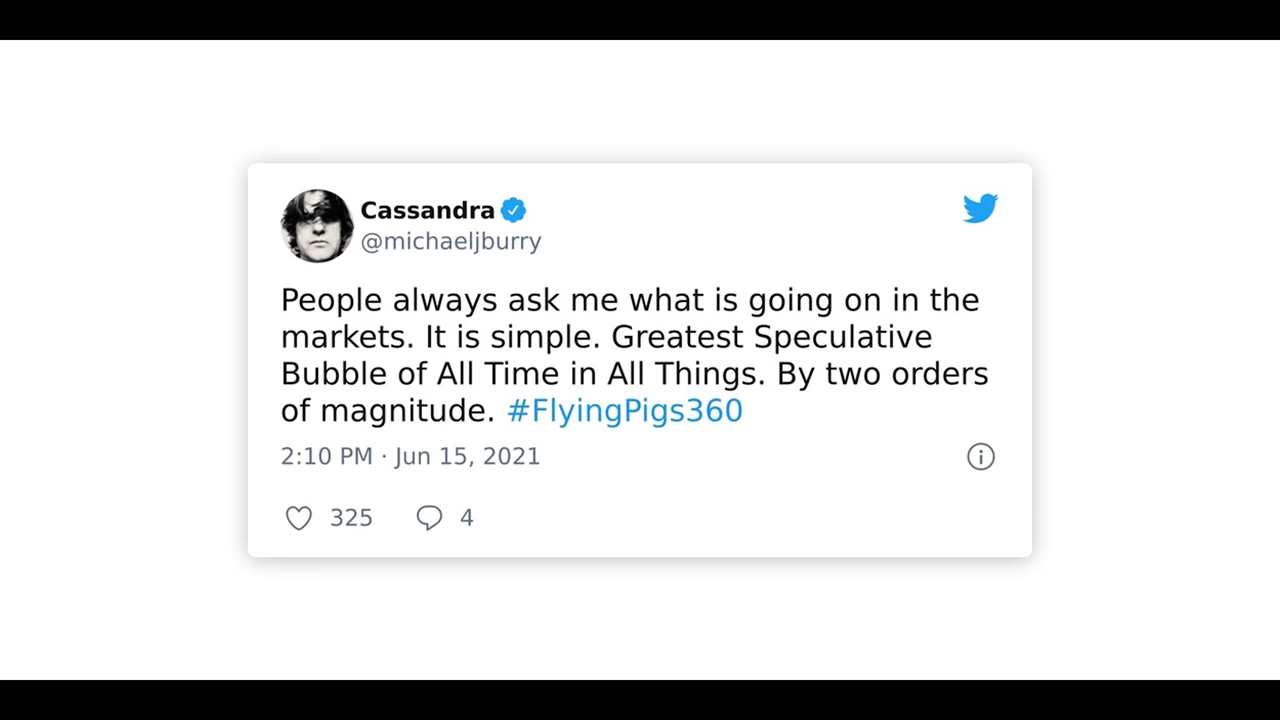 Cassandra
@michaeljburry
People always ask me what is going on in the
markets. It is simple. Greatest Speculative
Bubble of All Time in All Things. By two orders
of magnitude. #FlyingPigs360
2:10 PM · Jun 15, 2021
325 4